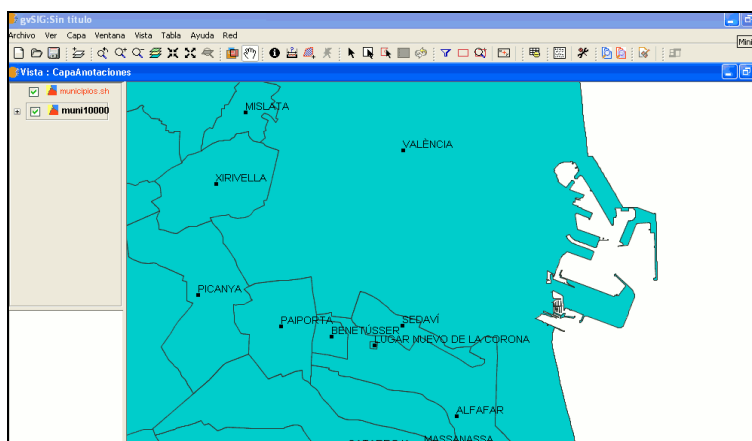 gvSIG:Sin título
Archivo Ver Capa Ventana Vista Tabla Ayuda Red
Mini
Vista : CapaAnotaciones
municipios.sh
muni10000
MISLATA
VALÈNCIA
XIRIVELLA
PICANYA
PAIPORTA
SEDAVÍ
BENETÚSSER
LUGAR NUEVO DE LA CORONA
ALFAFAR
MASSANASSA